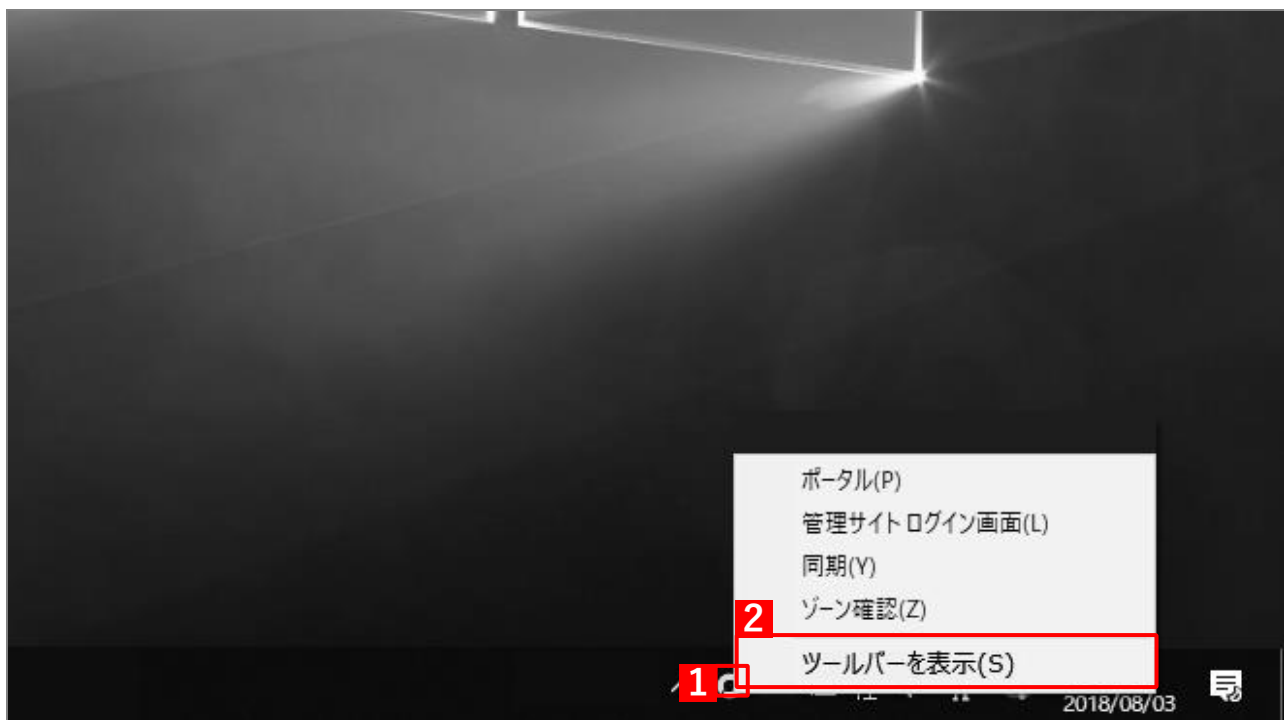 ポータル(P)
管理サイト ログイン画面(L)
同期(Y)
ゾーン確認(Z)
2
ツールバーを表示(S)
1
2018/08/03